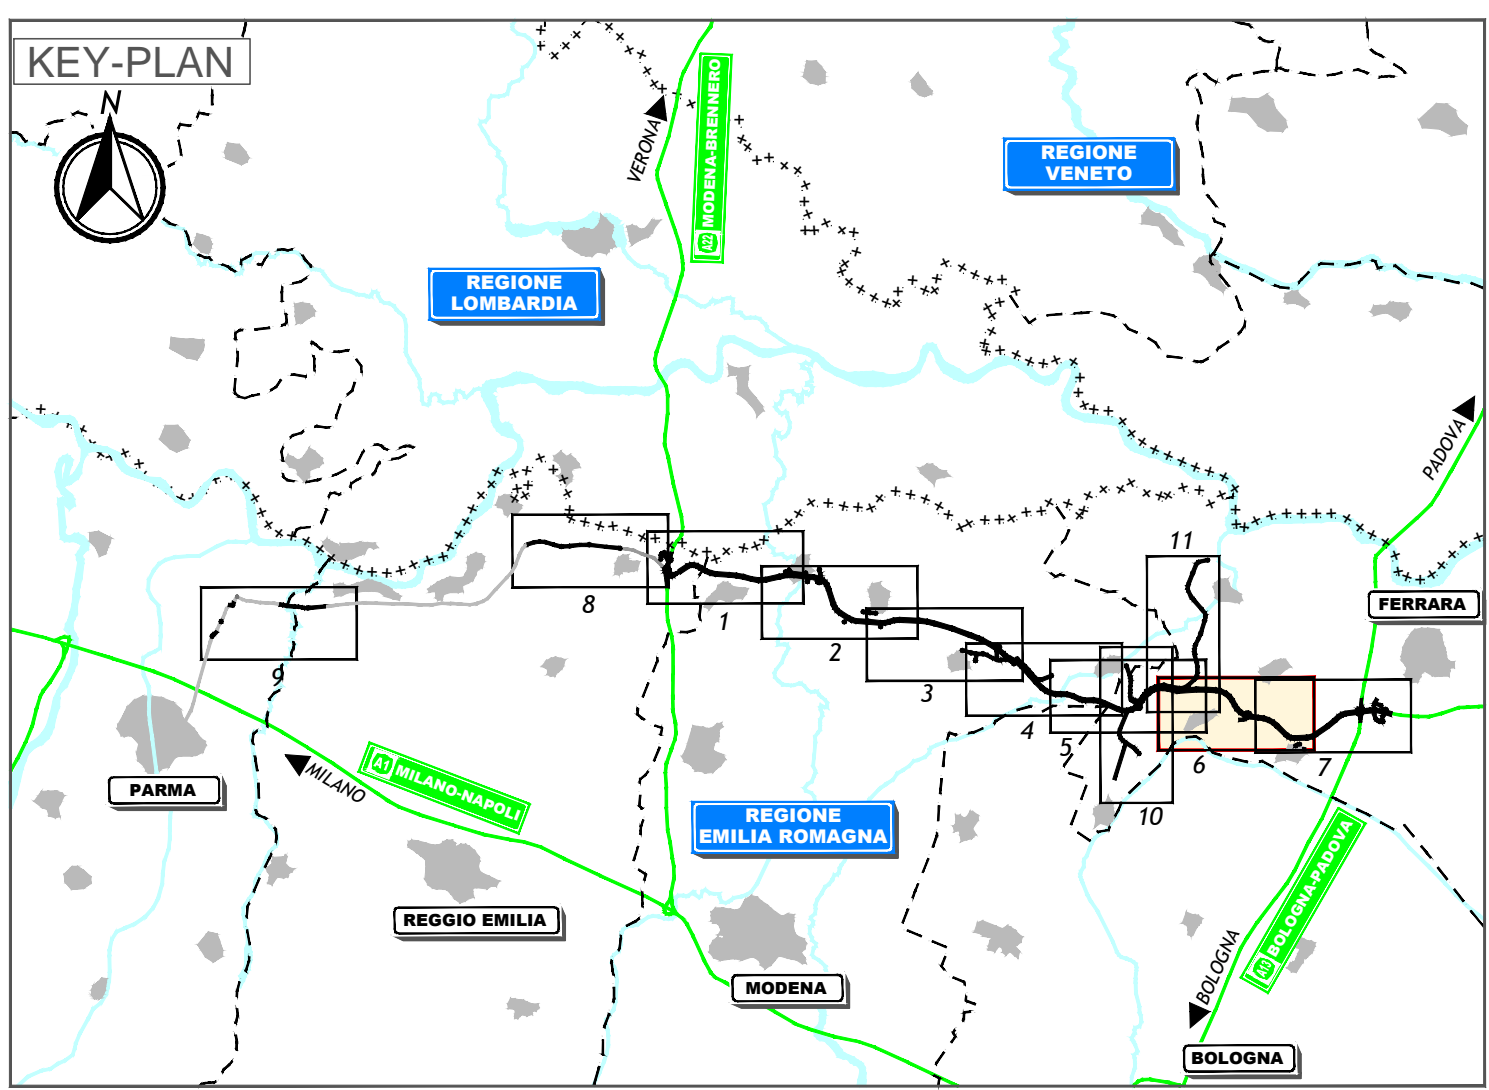 KEY-PLAN
N
VERONA
A22 MODENA-BRENNERO
REGIONE
VENETO
REGIONE
LOMBARDIA
PADOVA
11
FERRARA
8
1
2
3
9
4
5
6
7
10
PARMA
MILANO
A1 MILANO-NAPOLI
REGIONE
EMILIA ROMAGNA
A13 BOLOGNA-PADOVA
REGGIO EMILIA
BOLOGNA
MODENA
BOLOGNA